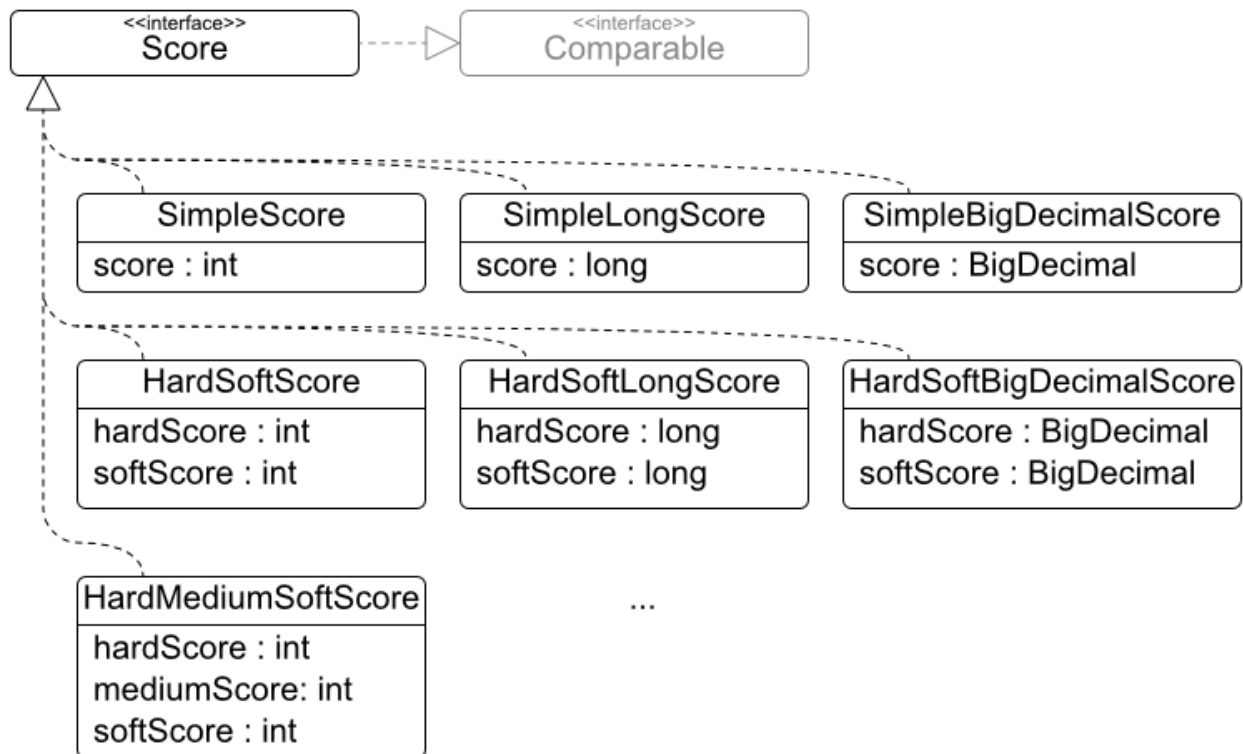 <<interface>>
Score
<<interface>>
Comparable
SimpleScore
score : int
SimpleLongScore
score : long
SimpleBigDecimalScore
score : BigDecimal
HardSoftScore
hardScore : int
softScore : int
HardSoftLongScore
hardScore : long
softScore : long
HardSoftBigDecimalScore
hardScore : BigDecimal
softScore : BigDecimal
HardMediumSoftScore
hardScore : int
mediumScore: int
softScore : int
...